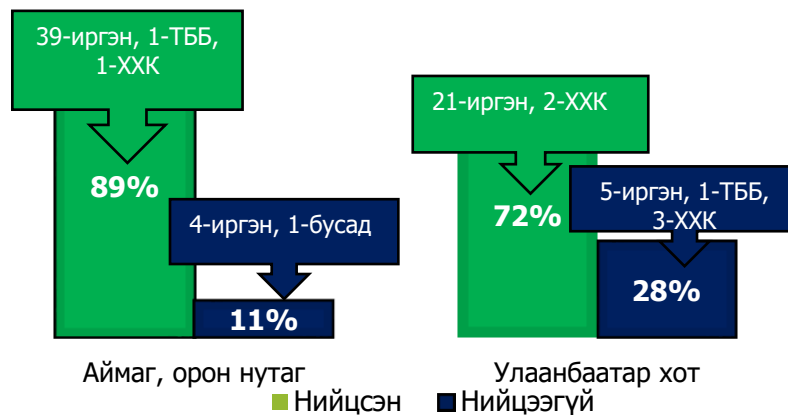 39-иргэн, 1-ТББ,
1-ХХК
89%
4-иргэн, 1-бусад
11%
Аймаг, орон нутаг
21-иргэн, 2-ХХК
72%
5-иргэн, 1-ТББ,
3-ХХК
28%
Улаанбаатар хот
Нийцсэн
Нийцээгүй